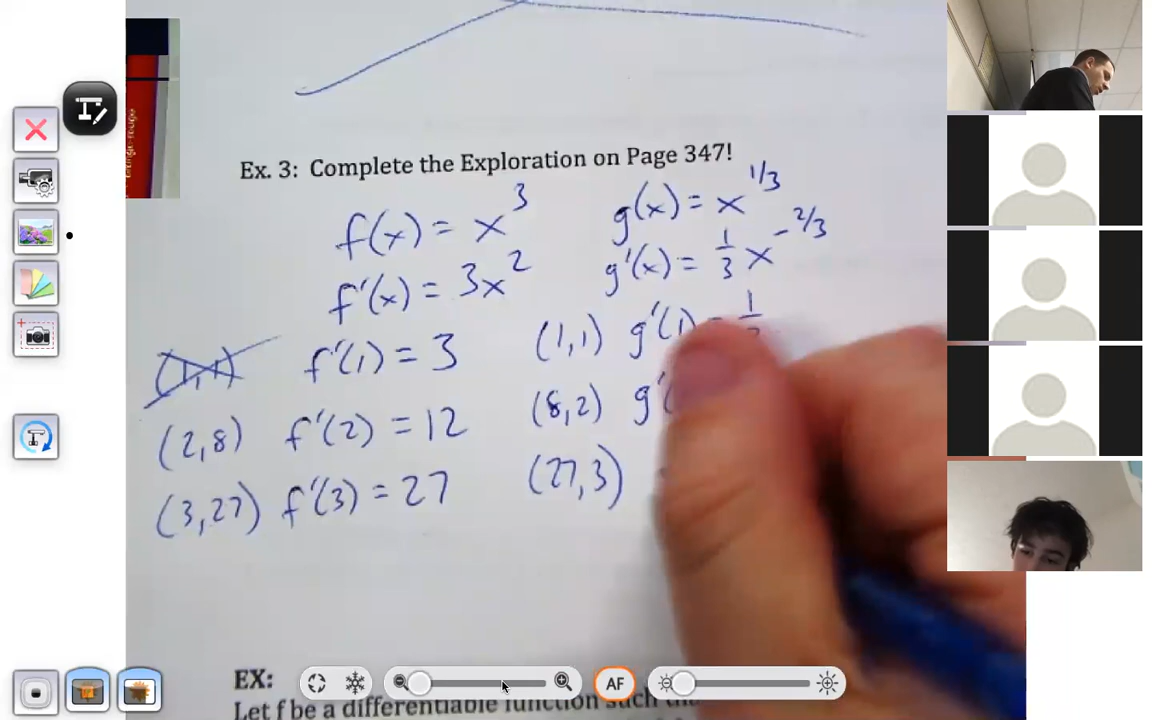 Ex. 3: Complete the Exploration on Page 347!
f(x) = x^3
g(x) = x^{1/3}
f'(x) = 3x^2
g'(x) = 1/3 x^{-2/3}
(1,1) f'(1) = 3
(1,1) g'(1)
(2,8) f'(2) = 12
(8,2) g'(
(3,27) f'(3) = 27
(27,3)
EX:
Let f be a differentiable function such
AF